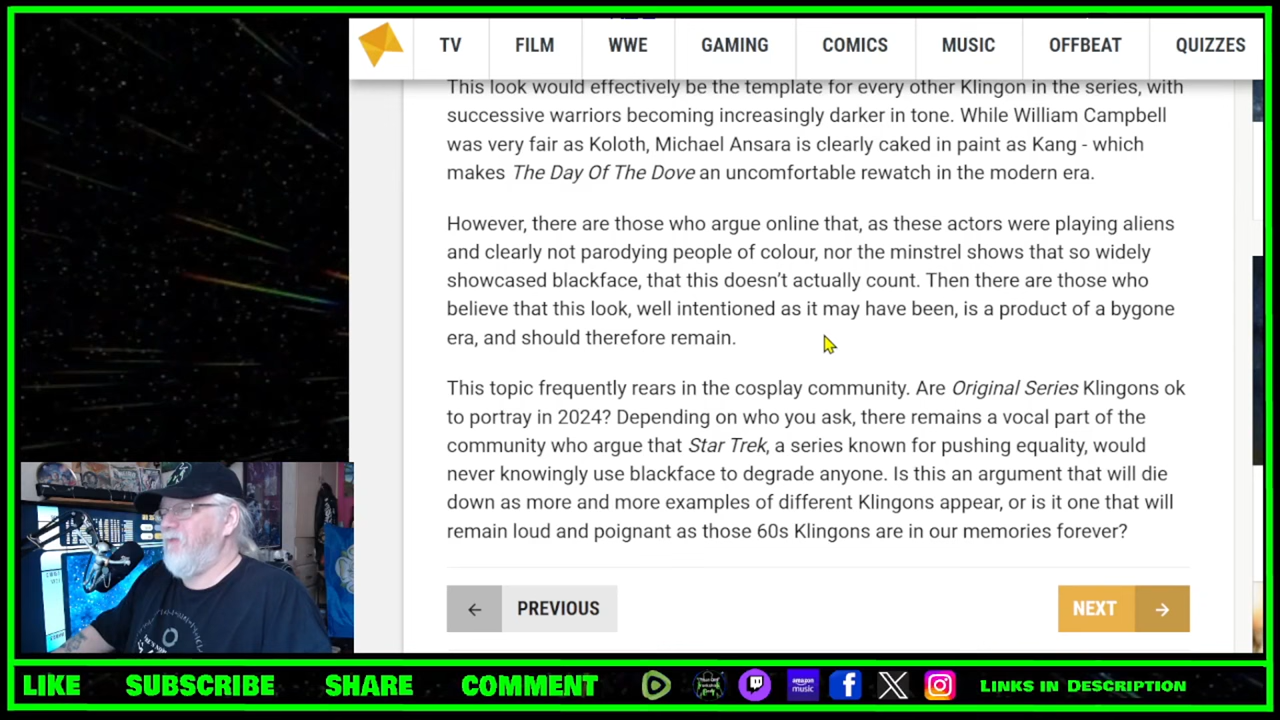 TV FILM WWE GAMING COMICS MUSIC OFFBEAT QUIZZES
This look would effectively be the template for every other Klingon in the series, with
successive warriors becoming increasingly darker in tone. While William Campbell
was very fair as Koloth, Michael Ansara is clearly caked in paint as Kang - which
makes The Day Of The Dove an uncomfortable rewatch in the modern era.
However, there are those who argue online that, as these actors were playing aliens
and clearly not parodying people of colour, nor the minstrel shows that so widely
showcased blackface, that this doesn't actually count. Then there are those who
believe that this look, well intentioned as it may have been, is a product of a bygone
era, and should therefore remain.
This topic frequently rears in the cosplay community. Are Original Series Klingons ok
to portray in 2024? Depending on who you ask, there remains a vocal part of the
community who argue that Star Trek, a series known for pushing equality, would
never knowingly use blackface to degrade anyone. Is this an argument that will die
down as more and more examples of different Klingons appear, or is it one that will
remain loud and poignant as those 60s Klingons are in our memories forever?
← PREVIOUS NEXT →
LIKE SUBSCRIBE SHARE COMMENT amazon music LINKS IN DESCRIPTION